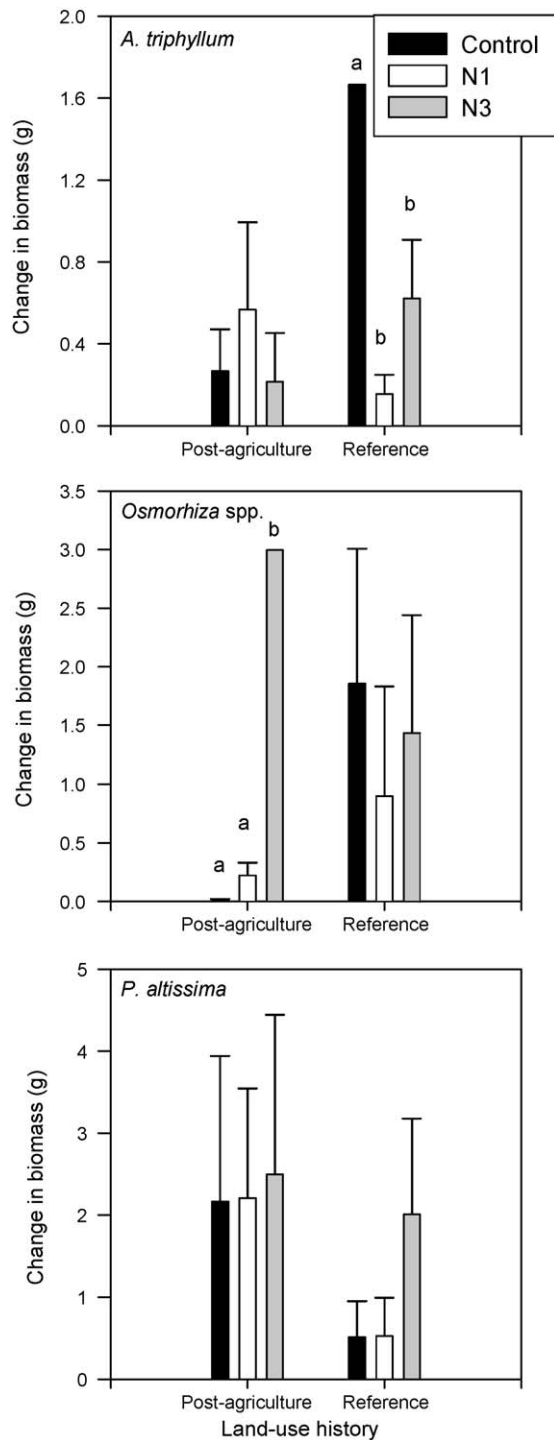 A. triphyllum
Control
N1
N3
Change in biomass (g)
2.0
1.6
1.2
0.8
0.4
0.0
a
b
b
Post-agriculture Reference
Osmorhiza spp.
Change in biomass (g)
3.5
3.0
2.5
2.0
1.5
1.0
0.5
0.0
a
a
b
Post-agriculture Reference
P. altissima
Change in biomass (g)
5
4
3
2
1
0
Post-agriculture Reference
Land-use history